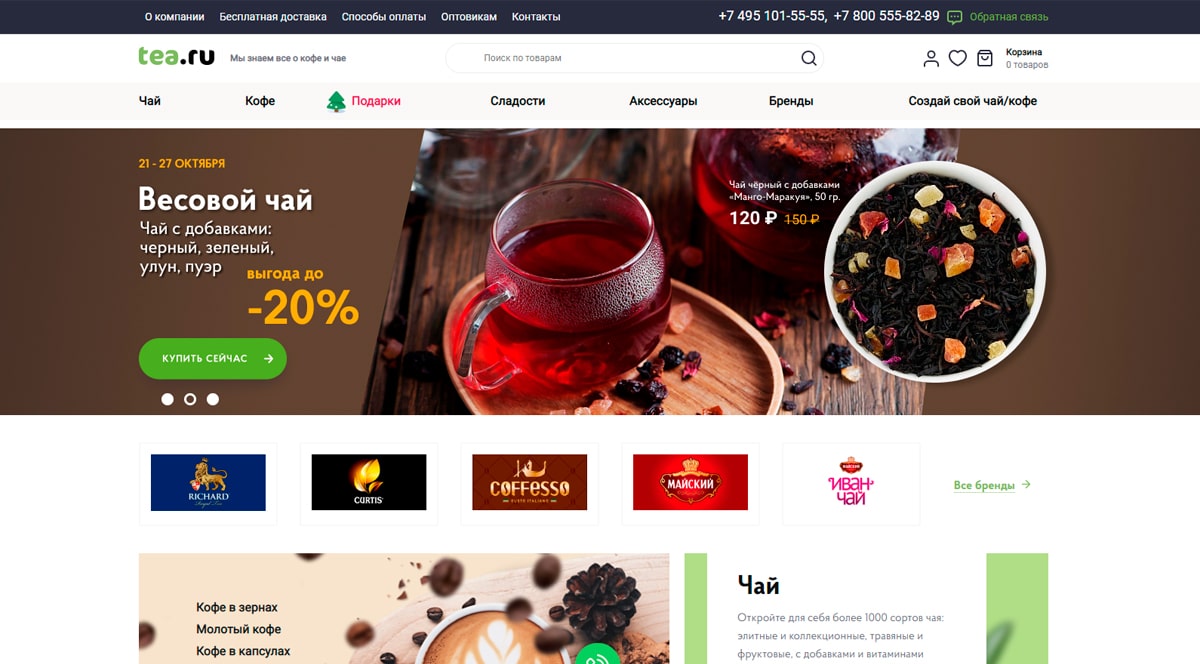 О компании Бесплатная доставка Способы оплаты Оптовикам Контакты +7 495 101-55-55, +7 800 555-82-89 Обратная связь
tea.ru Мы знаем все о кофе и чае Поиск по товарам Корзина
0 товаров
Чай Кофе Подарки Сладости Аксессуары Бренды Создай свой чай/кофе
21 - 27 ОКТЯБРЯ
Весовой чай
Чай с добавками:
черный, зеленый,
улун, пуэр
выгода до
-20%
КУПИТЬ СЕЙЧАС
Чай чёрный с добавками
«Манго-Маракуя», 50 гр.
120 ₽ 150 ₽
RICHARD
CURTIS
COFFESSO
МАЙСКИЙ
МАЙСКИЙ
ИВАН-
ЧАЙ
Все бренды
Кофе в зернах
Молотый кофе
Кофе в капсулах
Чай
Откройте для себя более 1000 сортов чая:
элитные и коллекционные, травяные и
фруктовые, с добавками и витаминами